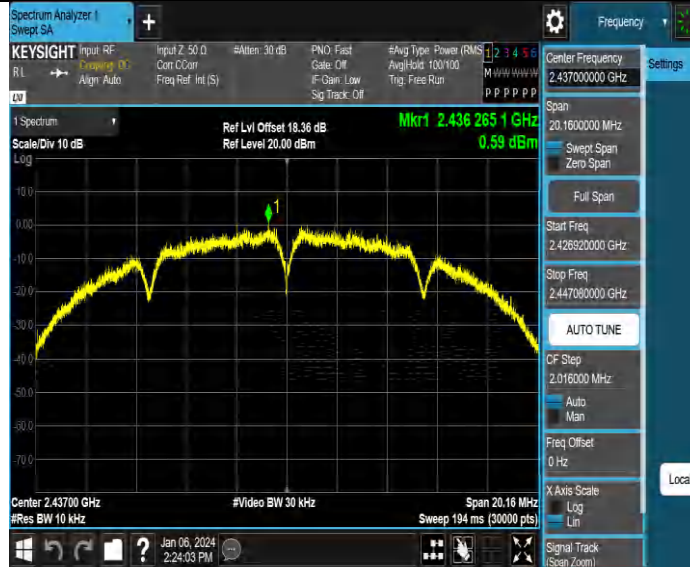 Spectrum Analyzer 1
Swept SA
+
Frequency
KEYSIGHT
RL
Input: RF
Coupling: DC
Align: Auto
Input Z: 50 Ω
Corr CCorr
Freq Ref: Int (S)
#Atten: 30 dB
PNO: Fast
Gate: Off
IF Gain: Low
Sig Track: Off
#Avg Type: Power (RMS
Avg|Hold: 100/100
Trig: Free Run
1 2 3 4 5 6
M W W W W W
P P P P P P
Settings
1 Spectrum
Scale/Div 10 dB
Log
Ref Lvl Offset 18.36 dB
Ref Level 20.00 dBm
Mkr1 2.436 265 1 GHz
0.59 dBm
10.0
0.00
-10.0
-20.0
-30.0
-40.0
-50.0
-60.0
-70.0
1
Center 2.43700 GHz
#Res BW 10 kHz
#Video BW 30 kHz
Span 20.16 MHz
Sweep 194 ms (30000 pts)
Center Frequency
2.437000000 GHz
Span
20.1600000 MHz
Swept Span
Zero Span
Full Span
Start Freq
2.426920000 GHz
Stop Freq
2.447080000 GHz
AUTO TUNE
CF Step
2.016000 MHz
Auto
Man
Freq Offset
0 Hz
X Axis Scale
Log
Lin
Signal Track
(Span Zoom)
Loca
?
Jan 06, 2024
2:24:03 PM